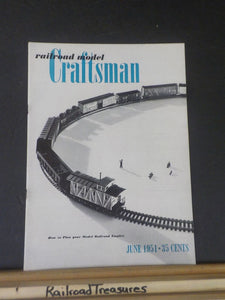 railroad model
Craftsman
How to Plan your Model Railroad Empire
JUNE 1951 • 35 CENTS
RailroadTreasures